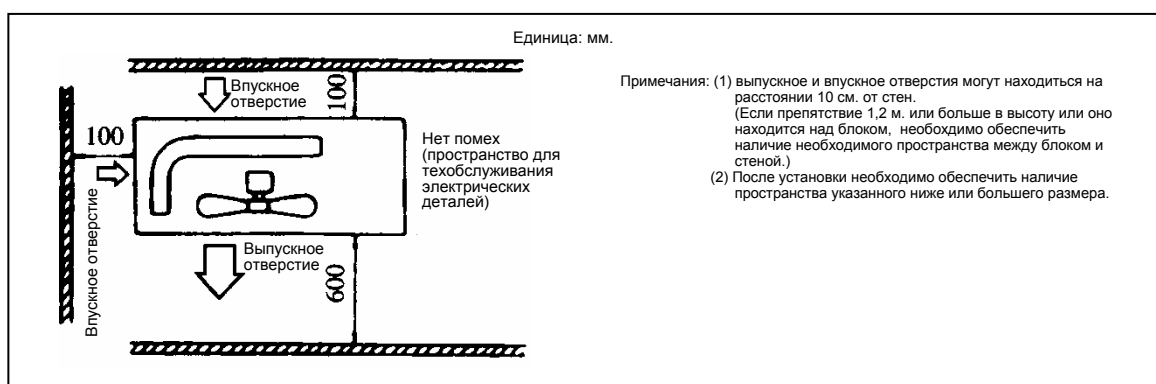 Единица: мм.
Впускное
отверстие
100
100
Впускное отверстие
Нет помех
(пространство для
техобслуживания
электрических
деталей)
Выпускное
отверстие
600
Примечания: (1) выпускное и впускное отверстия могут находиться на
расстоянии 10 см. от стен.
(Если препятствие 1,2 м. или больше в высоту или оно
находится над блоком, необходимо обеспечить
наличие необходимого пространства между блоком и
стеной.)
(2) После установки необходимо обеспечить наличие
пространства указанного ниже или большего размера.